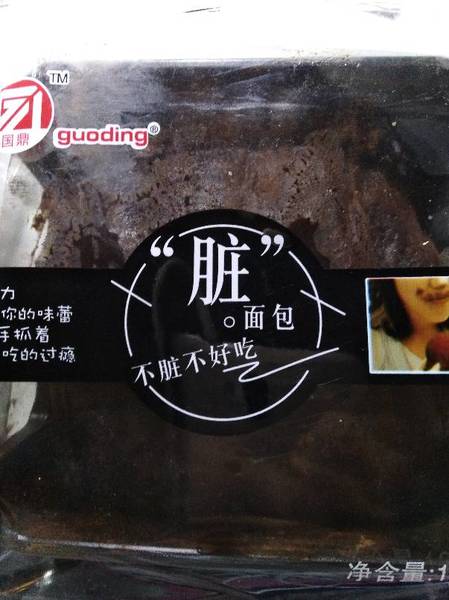 TM
国鼎
guoding®
“脏”
面包
不脏不好吃
力
你的味蕾
手抓着
吃的过瘾
净含量:1